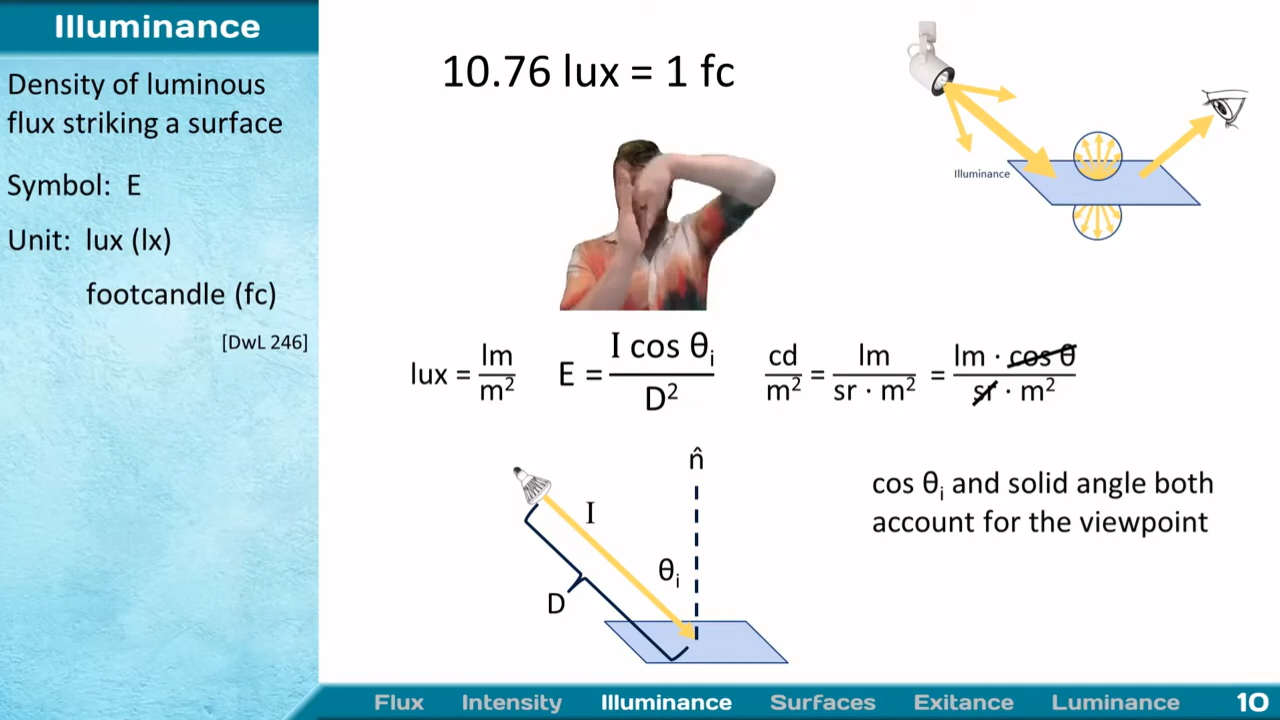 Illuminance
Density of luminous
flux striking a surface
Symbol: E
Unit: lux (lx)
footcandle (fc)
[DwL 246]
10.76 lux = 1 fc
Illuminance
lux = lm / m²
E = I cos θᵢ / D²
cd / m² = lm / sr · m² = lm · cos θ / sr · m²
n̂
I
θᵢ
D
cos θᵢ and solid angle both
account for the viewpoint
Flux Intensity Illuminance Surfaces Exitance Luminance 10